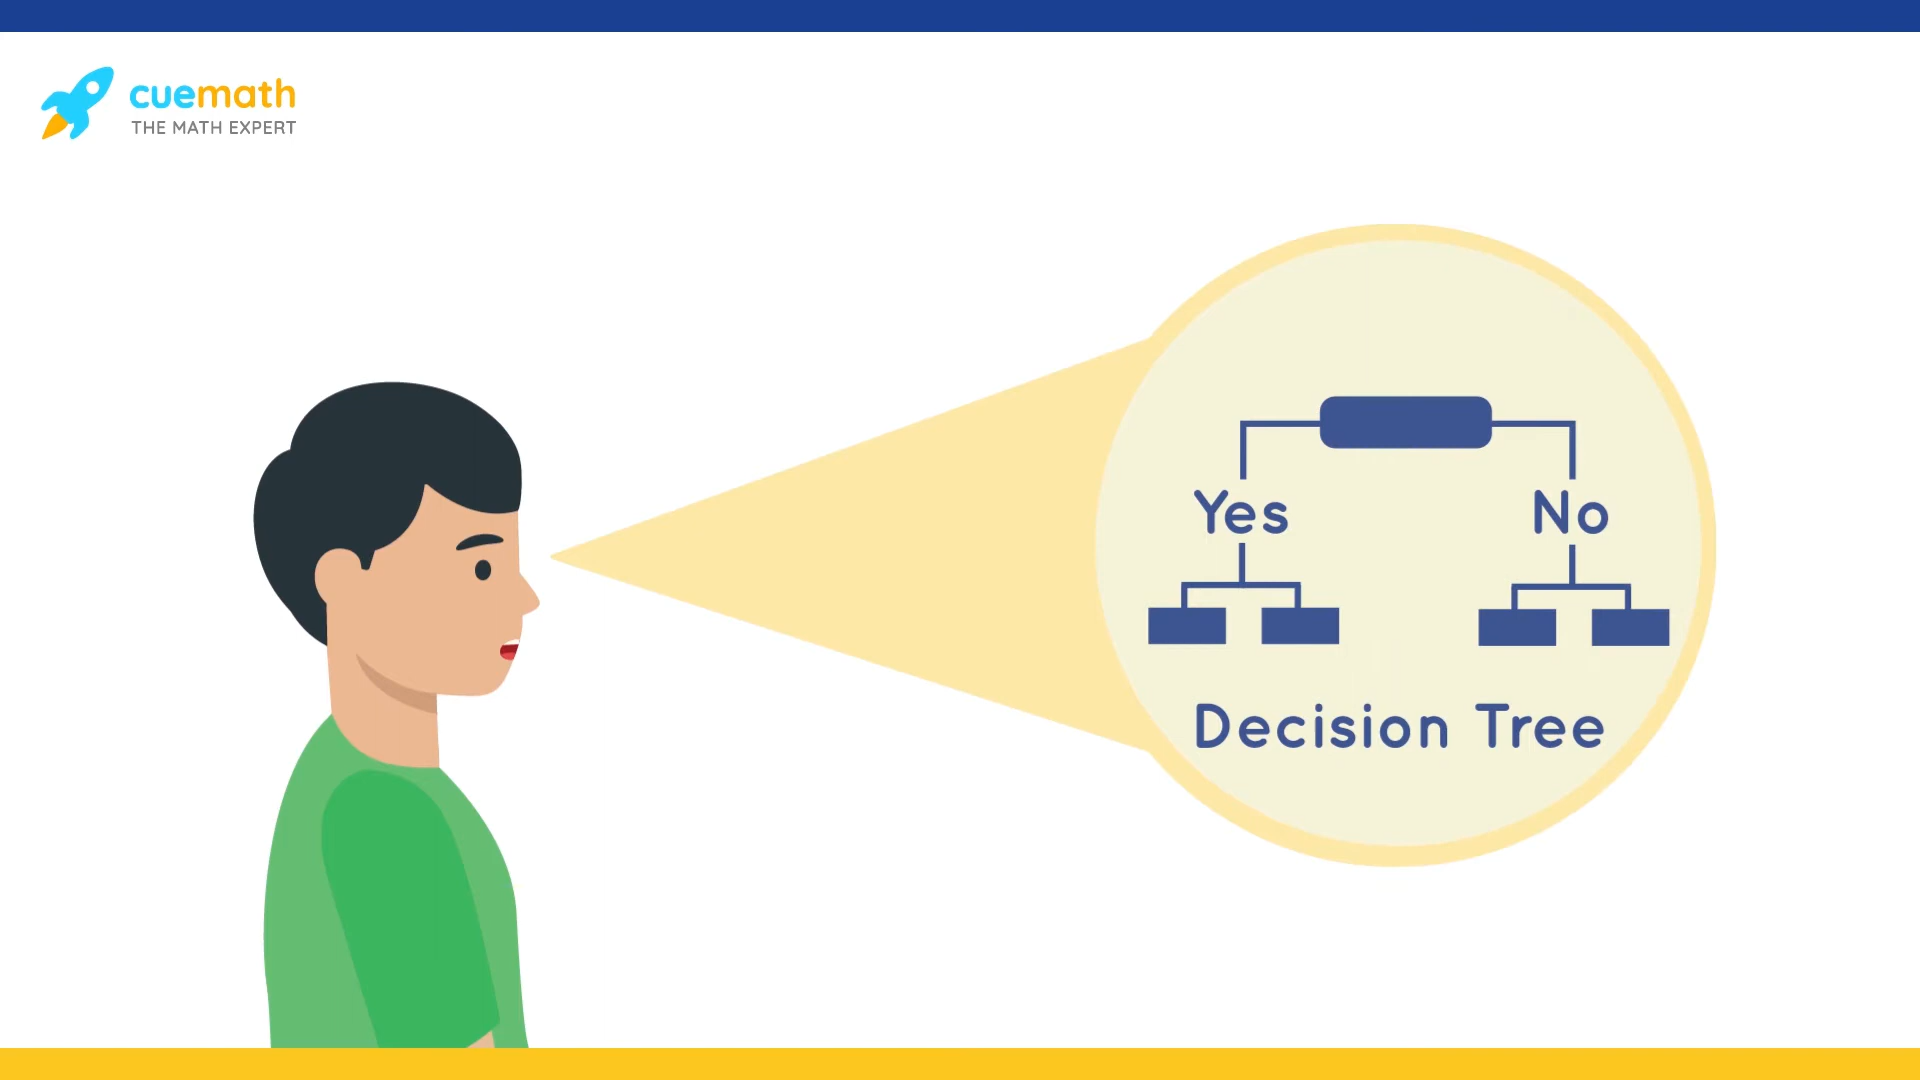 cuemath
THE MATH EXPERT
Yes
No
Decision Tree